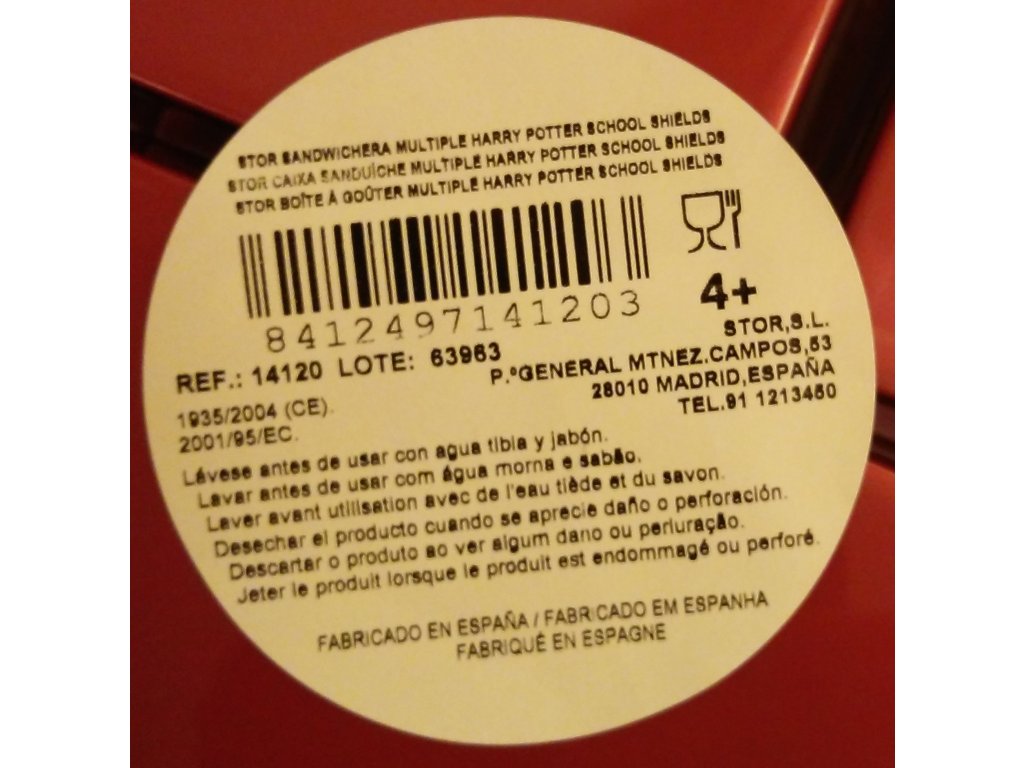 STOR SANDWICHERA MULTIPLE HARRY POTTER SCHOOL SHIELDS
STOR CAIXA SANDUÍCHE MULTIPLE HARRY POTTER SCHOOL SHIELDS
STOR BOÎTE À GOÛTER MULTIPLE HARRY POTTER SCHOOL SHIELDS
8412497141203
4+
REF.: 14120 LOTE: 63963
STOR,S.L.
P.ºGENERAL MTNEZ.CAMPOS,53
28010 MADRID,ESPAÑA
TEL.91 1213450
1935/2004 (CE).
2001/95/EC.
Lávese antes de usar con agua tibia y jabón.
Lavar antes de usar com água morna e sabão.
Laver avant utilisation avec de l'eau tiède et du savon.
Desechar el producto cuando se aprecie daño o perforación.
Descartar o produto ao ver algum dano ou perluração.
Jeter le produit lorsque le produit est endommagé ou perforé.
FABRICADO EN ESPAÑA / FABRICADO EM ESPANHA
FABRIQUÉ EN ESPAGNE